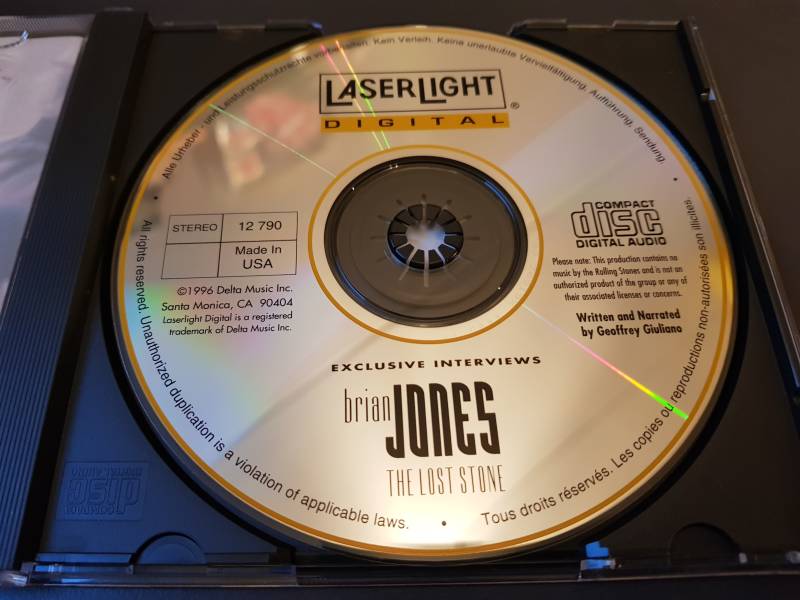 Alle Urheber- und Leistungsschutzrechte vorbehalten. Kein Verleih. Keine unerlaubte Vervielfältigung, Aufführung, Sendung.
LASERLIGHT ®
DIGITAL
STEREO 12 790
Made In
USA
©1996 Delta Music Inc.
Santa Monica, CA 90404
Laserlight Digital is a registered
trademark of Delta Music Inc.
COMPACT
disc
DIGITAL AUDIO
Please note: This production contains no
music by the Rolling Stones and is not an
authorized product of the group or any of
their associated licenses or concerns.
Written and Narrated
by Geoffrey Giuliano
EXCLUSIVE INTERVIEWS
brian JONES
THE LOST STONE
All rights reserved. Unauthorized duplication is a violation of applicable laws.
Tous droits réservés. Les copies ou reproductions non-autorisées son illicites.
COMPACT
disc
DIGITAL AUDIO